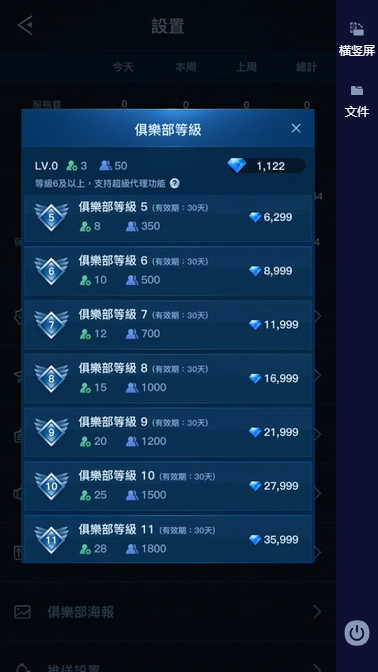 設置
橫竖屏
今天 本周 上周 總計
文件
服務費 0 0 0 0
俱樂部等級
LV.0 3 50 1,122
等級6及以上，支持超級代理功能 ?
5 俱樂部等級 5 (有效期：30天)
8 350 6,299
6 俱樂部等級 6 (有效期：30天)
10 500 8,999
7 俱樂部等級 7 (有效期：30天)
12 700 11,999
8 俱樂部等級 8 (有效期：30天)
15 1000 16,999
9 俱樂部等級 9 (有效期：30天)
20 1200 21,999
10 俱樂部等級 10 (有效期：30天)
25 1500 27,999
11 俱樂部等級 11 (有效期：30天)
28 1800 35,999
俱樂部海報
推送設置